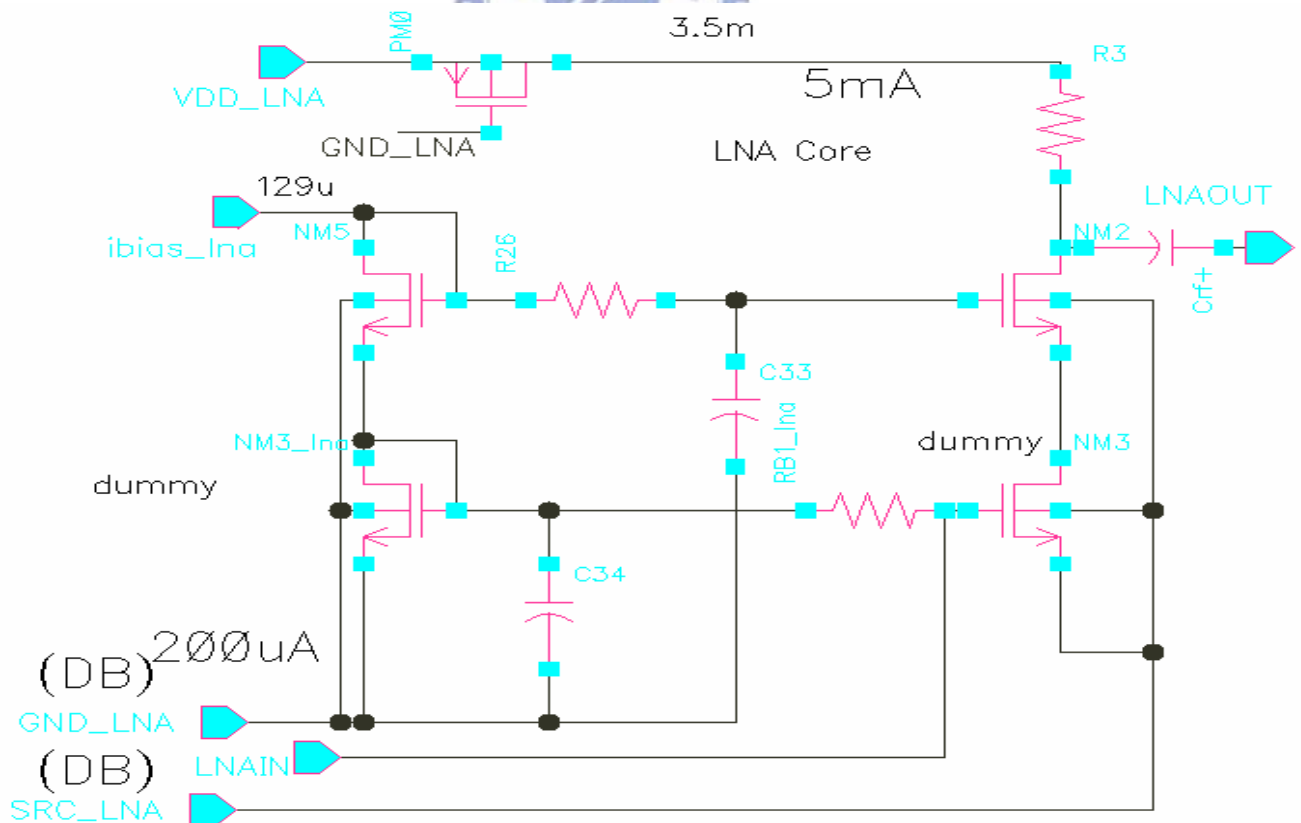 PM0
3.5m
R3
VDD_LNA
5mA
GND_LNA
LNA Core
129u
LNAOUT
ibias_lna
NM5
R26
NM2
Crf+
C33
NM3_lna
RB1_lna
dummy
NM3
dummy
C34
200uA
(DB)
GND_LNA
(DB)
LNAIN
SRC_LNA